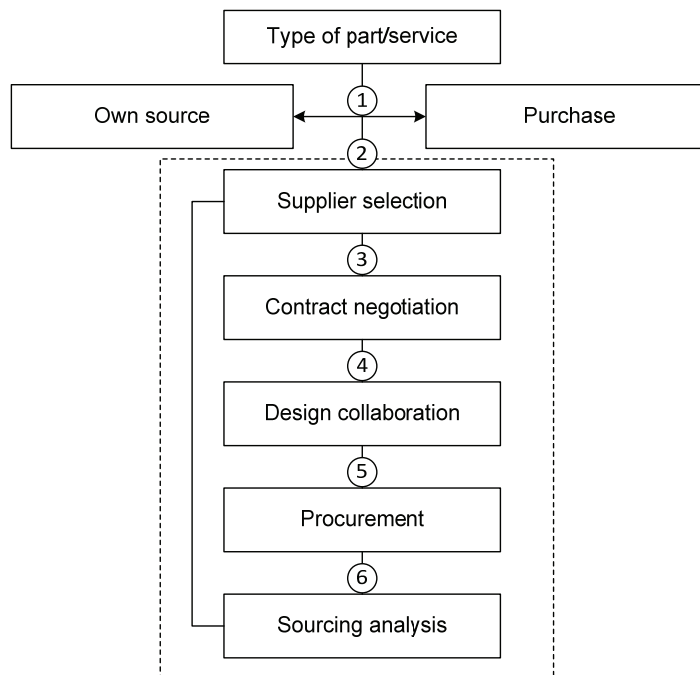 Type of part/service
1
Own source
Purchase
2
Supplier selection
3
Contract negotiation
4
Design collaboration
5
Procurement
6
Sourcing analysis